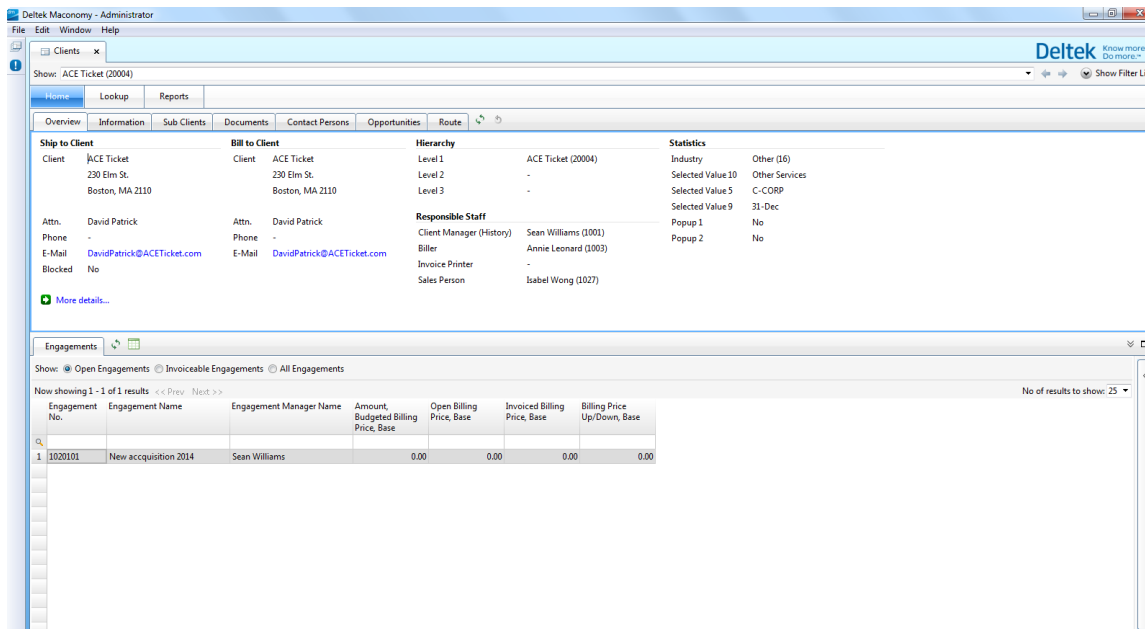 Deltek Maconomy - Administrator
File Edit Window Help
Clients x
Deltek Know more. Do more.™
Show: ACE Ticket (20004)
Show Filter Li
Home Lookup Reports
Overview Information Sub Clients Documents Contact Persons Opportunities Route
Ship to Client Bill to Client Hierarchy Statistics
Client ACE Ticket Client ACE Ticket Level 1 ACE Ticket (20004) Industry Other (16)
230 Elm St. 230 Elm St. Level 2 - Selected Value 10 Other Services
Boston, MA 2110 Boston, MA 2110 Level 3 - Selected Value 5 C-CORP
Selected Value 9 31-Dec
Attn. David Patrick Attn. David Patrick Responsible Staff Popup 1 No
Phone - Phone - Client Manager (History) Sean Williams (1001) Popup 2 No
E-Mail DavidPatrick@ACETicket.com E-Mail DavidPatrick@ACETicket.com Biller Annie Leonard (1003)
Blocked No Invoice Printer -
Sales Person Isabel Wong (1027)
More details...
Engagements
Show: Open Engagements Invoiceable Engagements All Engagements
Now showing 1 - 1 of 1 results << Prev Next >> No of results to show: 25
Engagement Engagement Name Engagement Manager Name Amount, Open Billing Invoiced Billing Billing Price
No. Budgeted Billing Price, Base Price, Base Up/Down, Base
Price, Base
1 1020101 New accquisition 2014 Sean Williams 0.00 0.00 0.00 0.00